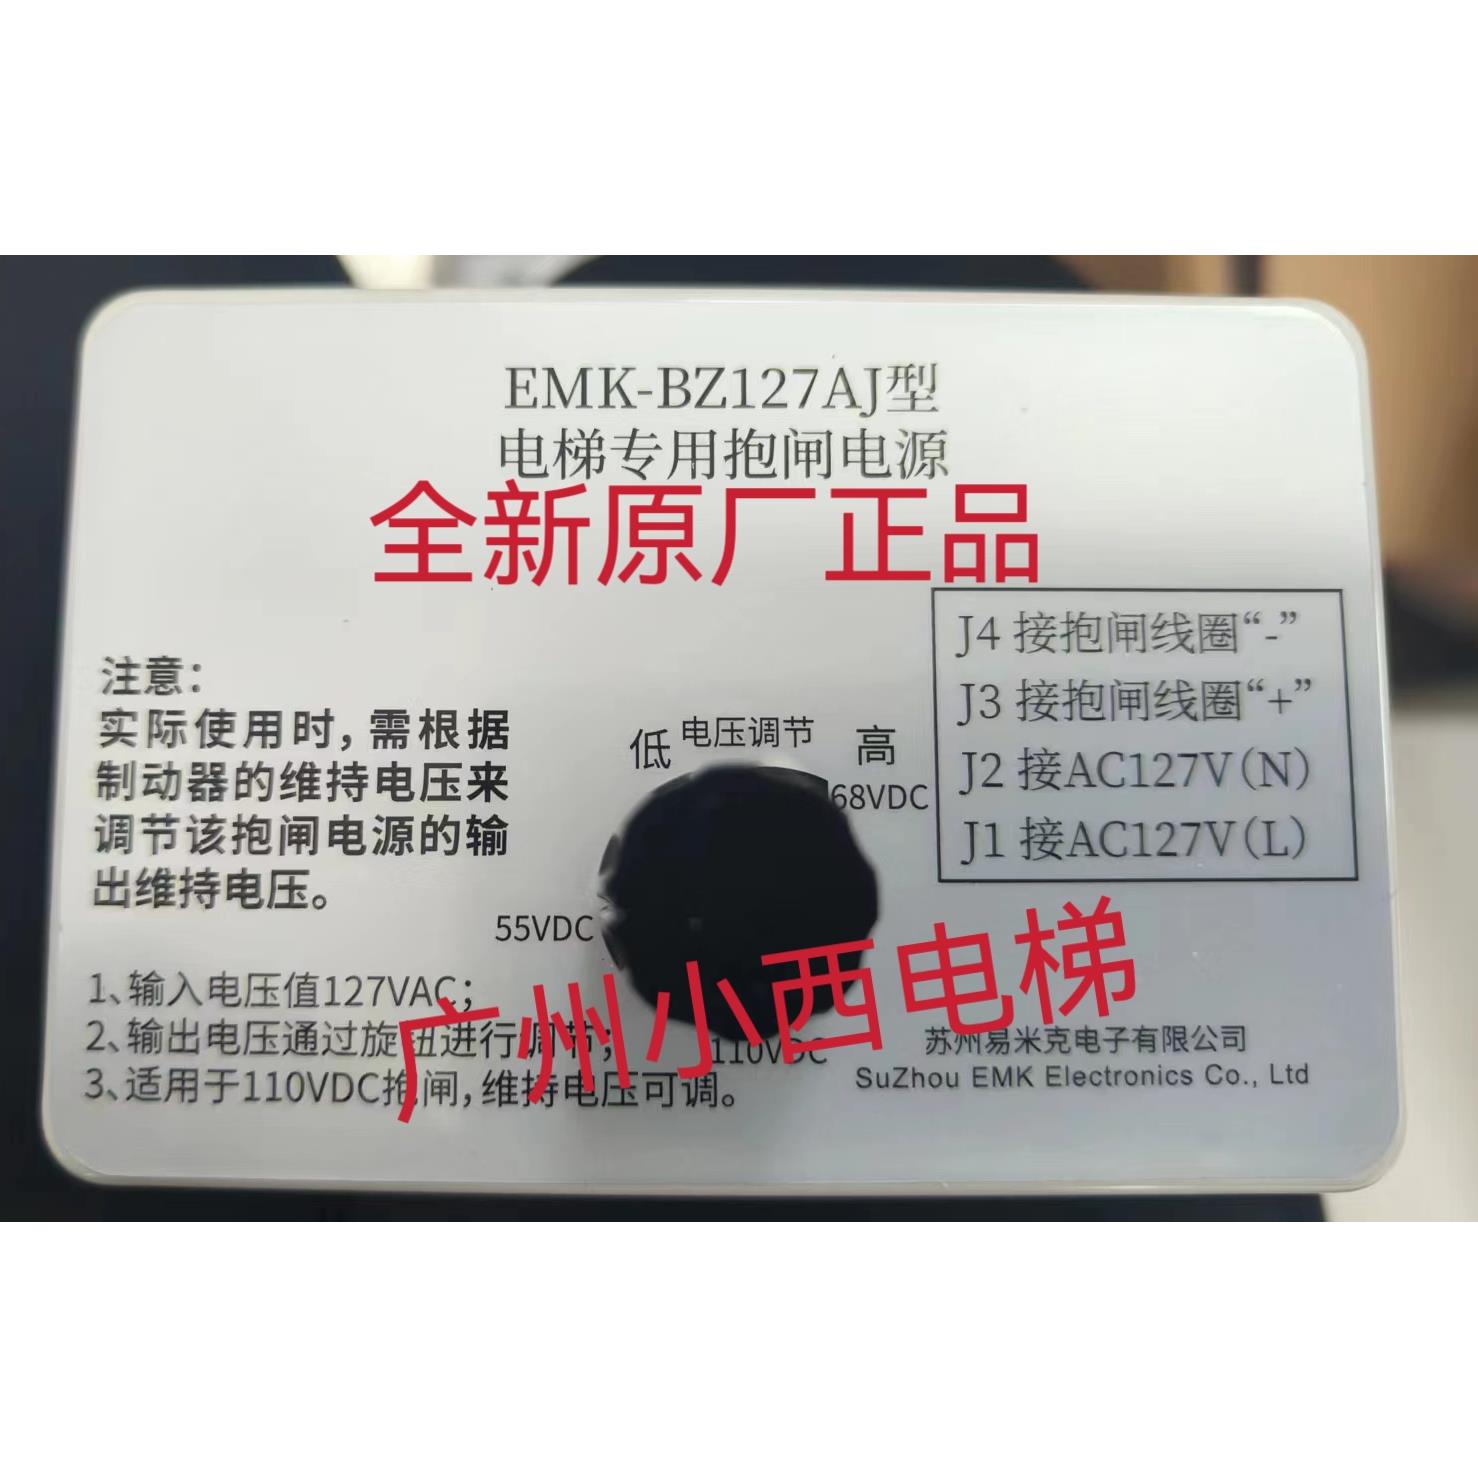 EMK-BZ127AJ型
电梯专用抱闸电源
全新原厂正品
J4 接抱闸线圈“-”
J3 接抱闸线圈“+”
J2 接AC127V(N)
J1 接AC127V(L)
注意：
实际使用时，需根据
制动器的维持电压来
调节该抱闸电源的输
出维持电压。
低 电压调节 高
68VDC
55VDC
110VDC
1、输入电压值127VAC；
2、输出电压通过旋钮进行调节；
3、适用于110VDC抱闸，维持电压可调。
广州小西电梯
苏州易米克电子有限公司
SuZhou EMK Electronics Co., Ltd